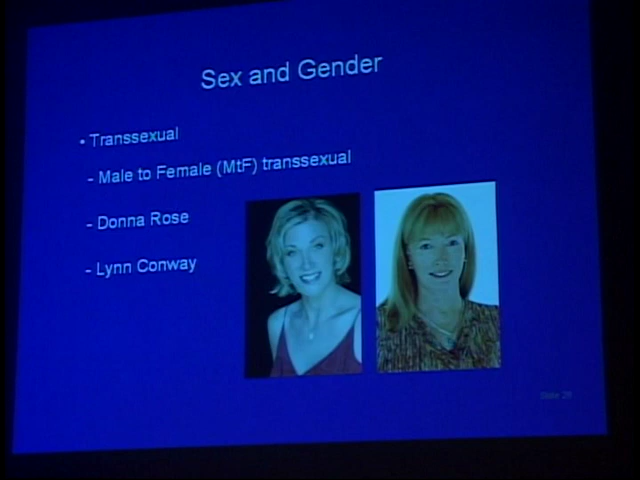 Sex and Gender
• Transsexual
- Male to Female (MtF) transsexual
- Donna Rose
- Lynn Conway